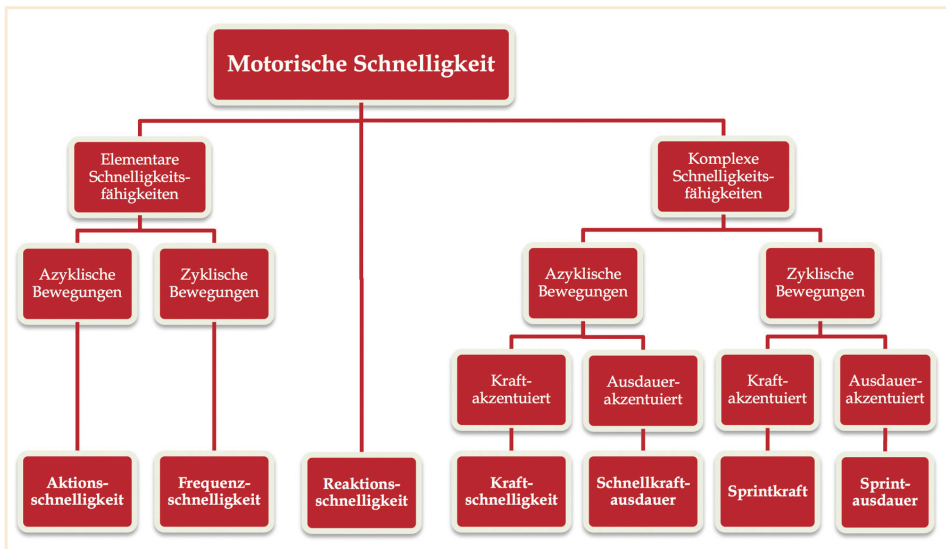 Motorische Schnelligkeit
Elementare
Schnelligkeits-
fähigkeiten
Komplexe
Schnelligkeits-
fähigkeiten
Azyklische
Bewegungen
Zyklische
Bewegungen
Azyklische
Bewegungen
Zyklische
Bewegungen
Kraft-
akzentuiert
Ausdauer-
akzentuiert
Kraft-
akzentuiert
Ausdauer-
akzentuiert
Aktions-
schnelligkeit
Frequenz-
schnelligkeit
Reaktions-
schnelligkeit
Kraft-
schnelligkeit
Schnellkraft-
ausdauer
Sprintkraft
Sprint-
ausdauer